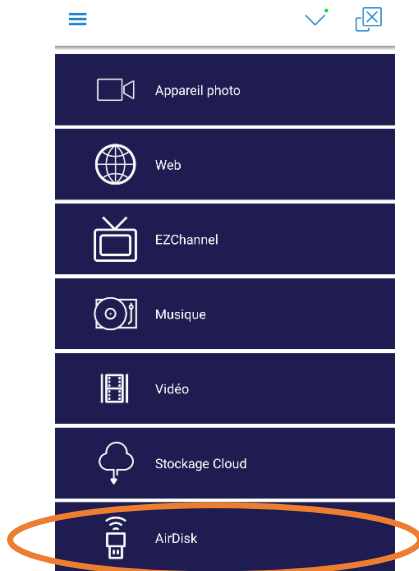 Appareil photo
Web
EZChannel
Musique
Vidéo
Stockage Cloud
AirDisk